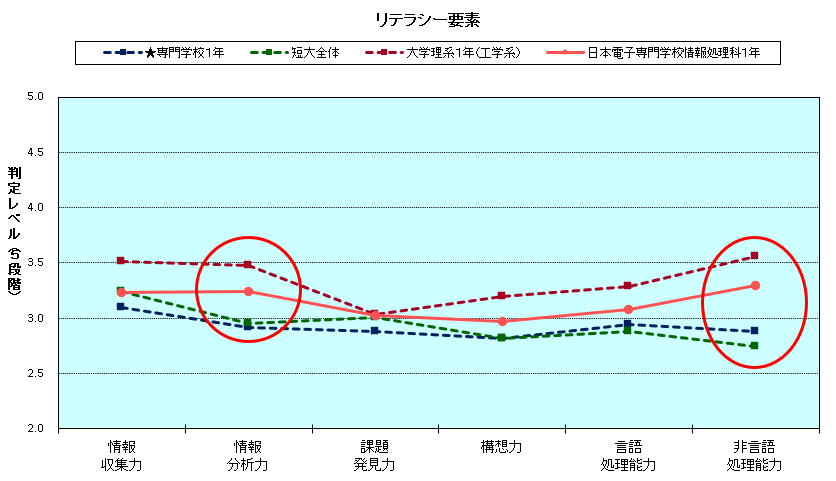 リテラシー要素
★専門学校1年 短大全体 大学理系1年(工学系) 日本電子専門学校情報処理科1年
判定レベル(5段階)
5.0
4.5
4.0
3.5
3.0
2.5
2.0
情報
収集力
情報
分析力
課題
発見力
構想力
言語
処理能力
非言語
処理能力